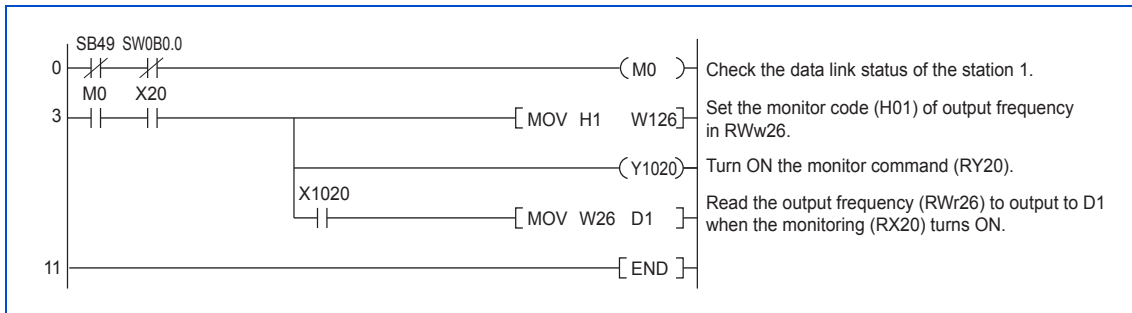 SB49 SW0B0.0
0 M0 Check the data link status of the station 1.
M0 X20
3 MOV H1 W126 Set the monitor code (H01) of output frequency
in RWw26.
Y1020 Turn ON the monitor command (RY20).
X1020
MOV W26 D1 Read the output frequency (RWr26) to output to D1
when the monitoring (RX20) turns ON.
11 END